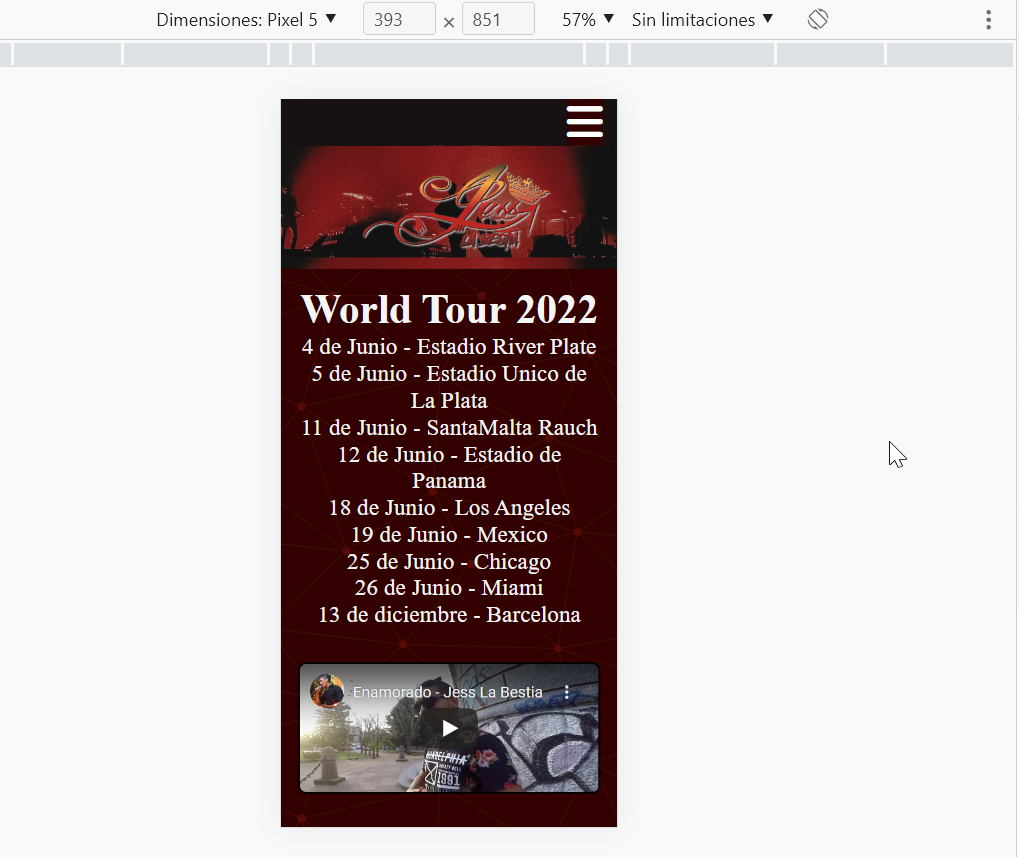 Dimensiones: Pixel 5 ▼ 393 × 851 57% ▼ Sin limitaciones ▼
Jess
LA BESTIA
World Tour 2022
4 de Junio - Estadio River Plate
5 de Junio - Estadio Unico de
La Plata
11 de Junio - SantaMalta Rauch
12 de Junio - Estadio de
Panama
18 de Junio - Los Angeles
19 de Junio - Mexico
25 de Junio - Chicago
26 de Junio - Miami
13 de diciembre - Barcelona
Enamorado - Jess La Bestia
1991